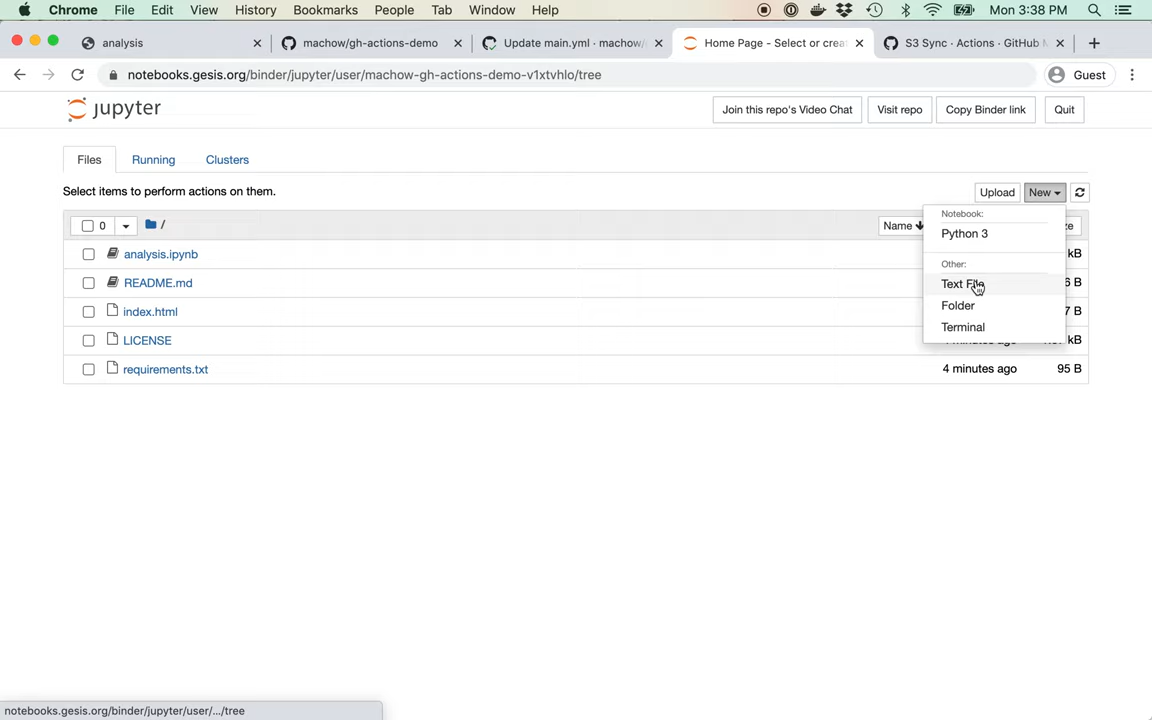 Chrome File Edit View History Bookmarks People Tab Window Help Mon 3:38 PM
analysis machow/gh-actions-demo Update main.yml · machow/ Home Page - Select or crea S3 Sync · Actions · GitHub M
notebooks.gesis.org/binder/jupyter/user/machow-gh-actions-demo-v1xtvhlo/tree Guest
jupyter Join this repo's Video Chat Visit repo Copy Binder link Quit
Files Running Clusters
Select items to perform actions on them. Upload New
0 / Name
Notebook:
Python 3
Other:
Text File
Folder
Terminal
analysis.ipynb kB
README.md 6 B
index.html 7 B
LICENSE kB
requirements.txt 4 minutes ago 95 B
notebooks.gesis.org/binder/jupyter/user/.../tree